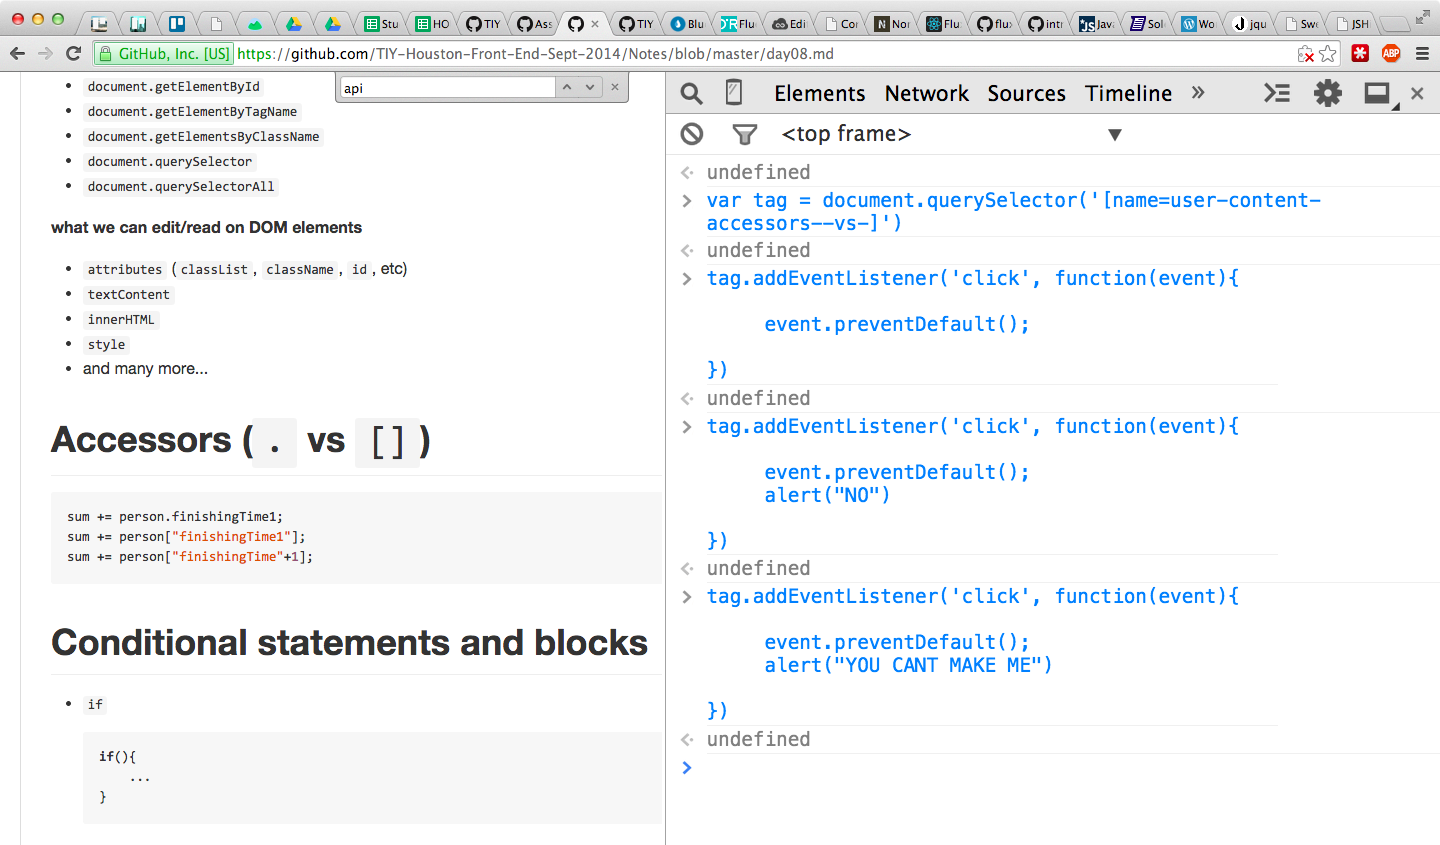 Stu
HO
TIY
Ass
TIY
Blu
Flu
Edi
Cor
Nor
Flu
flu
intr
Java
Sol
Wo
jqu
Swe
JSH
GitHub, Inc. [US] https://github.com/TIY-Houston-Front-End-Sept-2014/Notes/blob/master/day08.md
ABP
api
document.getElementById
document.getElementByTagName
document.getElementsByClassName
document.querySelector
document.querySelectorAll
what we can edit/read on DOM elements
attributes ( classList , className , id , etc)
textContent
innerHTML
style
and many more...
Accessors ( . vs [] )
sum += person.finishingTime1;
sum += person["finishingTime1"];
sum += person["finishingTime"+1];
Conditional statements and blocks
if
if(){
...
}
Elements Network Sources Timeline »
<top frame>
undefined
var tag = document.querySelector('[name=user-content-
accessors--vs-]')
undefined
tag.addEventListener('click', function(event){
event.preventDefault();
})
undefined
tag.addEventListener('click', function(event){
event.preventDefault();
alert("NO")
})
undefined
tag.addEventListener('click', function(event){
event.preventDefault();
alert("YOU CANT MAKE ME")
})
undefined